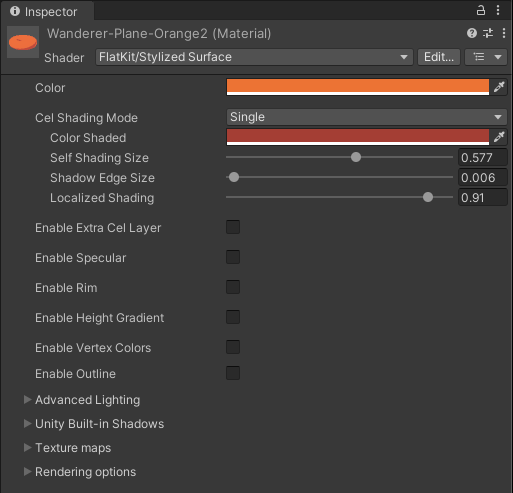 Inspector
Wanderer-Plane-Orange2 (Material)
Shader FlatKit/Stylized Surface Edit...
Color
Cel Shading Mode Single
Color Shaded
Self Shading Size 0.577
Shadow Edge Size 0.006
Localized Shading 0.91
Enable Extra Cel Layer
Enable Specular
Enable Rim
Enable Height Gradient
Enable Vertex Colors
Enable Outline
Advanced Lighting
Unity Built-in Shadows
Texture maps
Rendering options